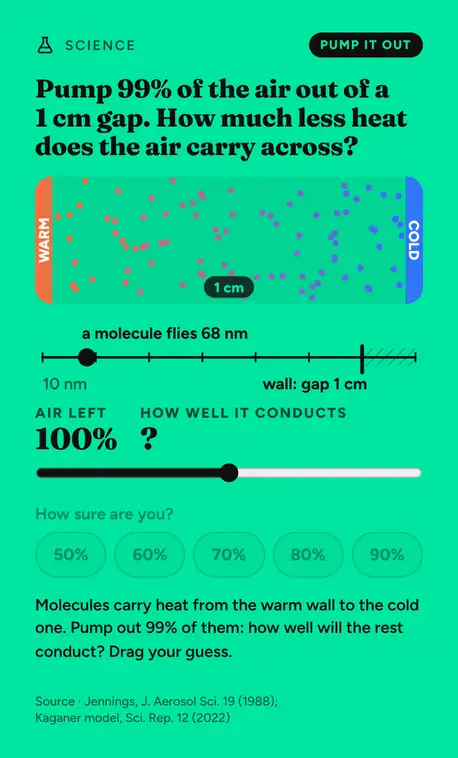 SCIENCE
PUMP IT OUT
Pump 99% of the air out of a
1 cm gap. How much less heat
does the air carry across?
WARM
COLD
1 cm
a molecule flies 68 nm
10 nm
wall: gap 1 cm
AIR LEFT
HOW WELL IT CONDUCTS
100%
?
How sure are you?
50%
60%
70%
80%
90%
Molecules carry heat from the warm wall to the cold
one. Pump out 99% of them: how well will the rest
conduct? Drag your guess.
Source · Jennings, J. Aerosol Sci. 19 (1988);
Kaganer model, Sci. Rep. 12 (2022)